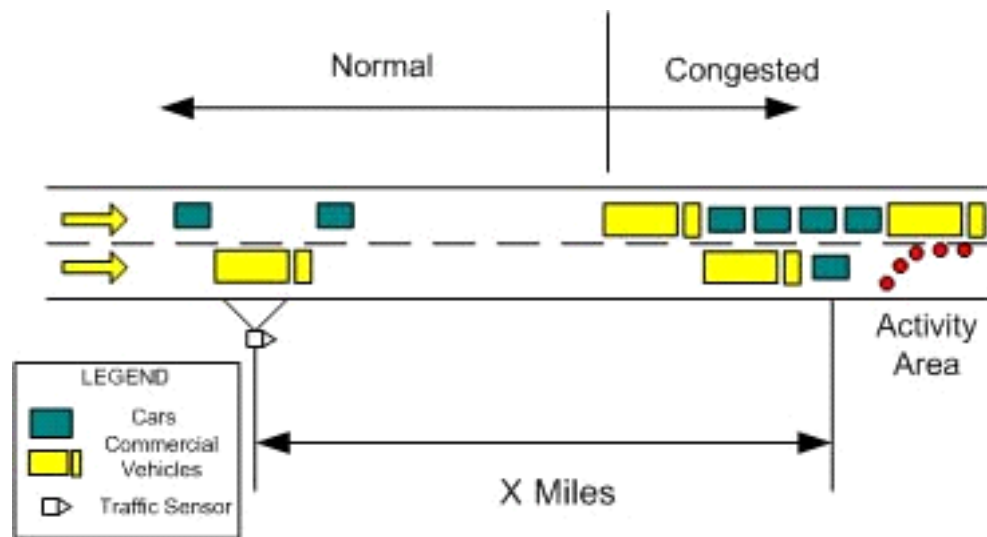 Normal
Congested
Activity
Area
LEGEND
Cars
Commercial
Vehicles
Traffic Sensor
X Miles